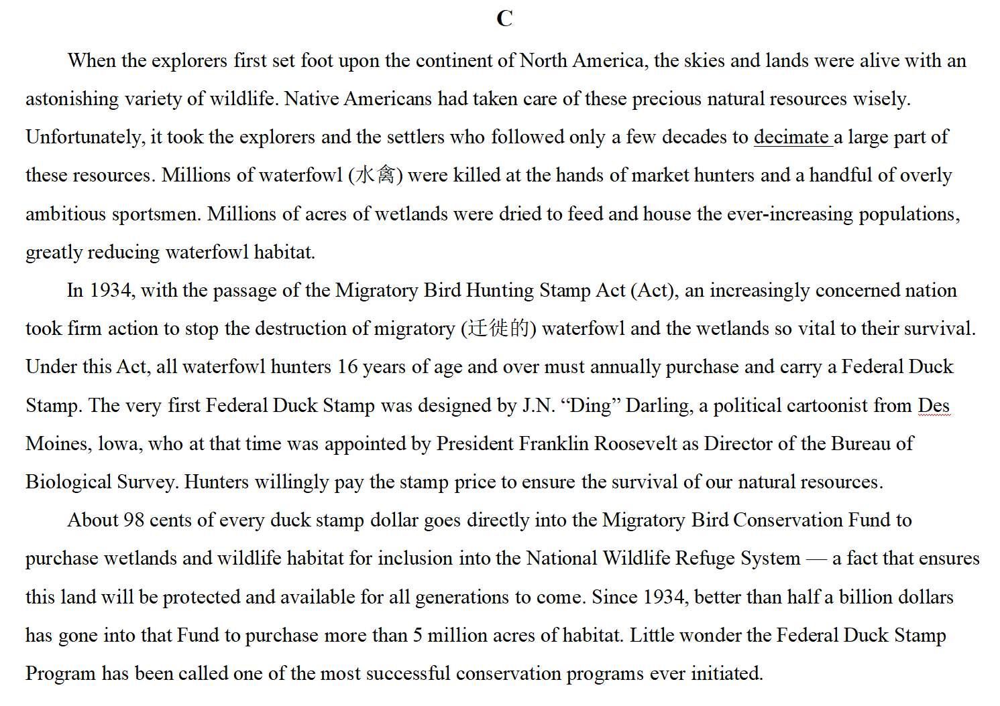 C
When the explorers first set foot upon the continent of North America, the skies and lands were alive with an
astonishing variety of wildlife. Native Americans had taken care of these precious natural resources wisely.
Unfortunately, it took the explorers and the settlers who followed only a few decades to decimate a large part of
these resources. Millions of waterfowl (水禽) were killed at the hands of market hunters and a handful of overly
ambitious sportsmen. Millions of acres of wetlands were dried to feed and house the ever-increasing populations,
greatly reducing waterfowl habitat.
In 1934, with the passage of the Migratory Bird Hunting Stamp Act (Act), an increasingly concerned nation
took firm action to stop the destruction of migratory (迁徙的) waterfowl and the wetlands so vital to their survival.
Under this Act, all waterfowl hunters 16 years of age and over must annually purchase and carry a Federal Duck
Stamp. The very first Federal Duck Stamp was designed by J.N. “Ding” Darling, a political cartoonist from Des
Moines, lowa, who at that time was appointed by President Franklin Roosevelt as Director of the Bureau of
Biological Survey. Hunters willingly pay the stamp price to ensure the survival of our natural resources.
About 98 cents of every duck stamp dollar goes directly into the Migratory Bird Conservation Fund to
purchase wetlands and wildlife habitat for inclusion into the National Wildlife Refuge System — a fact that ensures
this land will be protected and available for all generations to come. Since 1934, better than half a billion dollars
has gone into that Fund to purchase more than 5 million acres of habitat. Little wonder the Federal Duck Stamp
Program has been called one of the most successful conservation programs ever initiated.